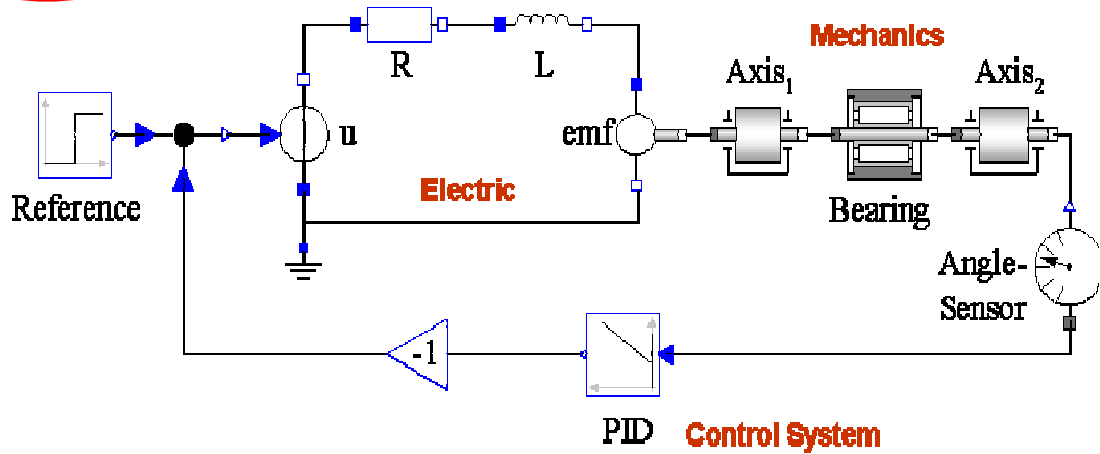 Mechanics
R
L
Axis1
Axis2
u
emf
Electric
Reference
Bearing
Angle-
Sensor
-1
PID
Control System